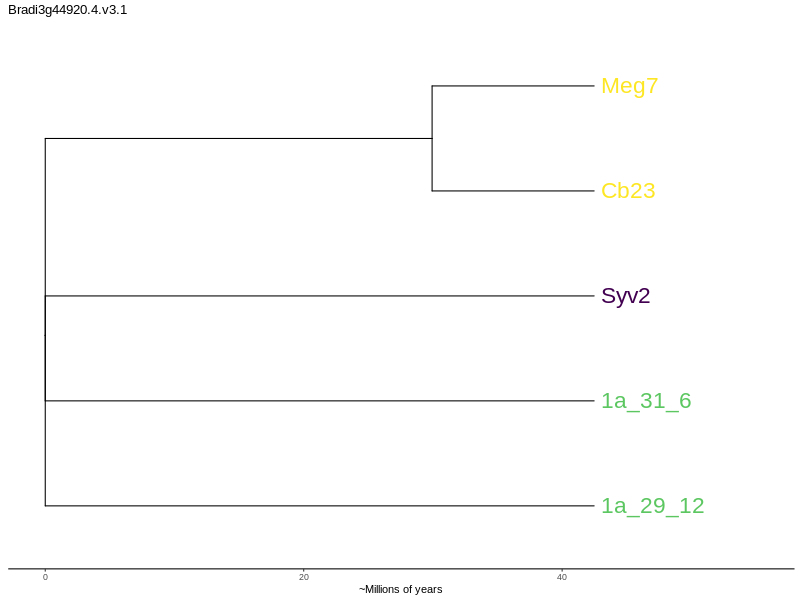 Bradi3g44920.4.v3.1
Meg7
Cb23
Syv2
1a_31_6
1a_29_12
0 20 40
~Millions of years